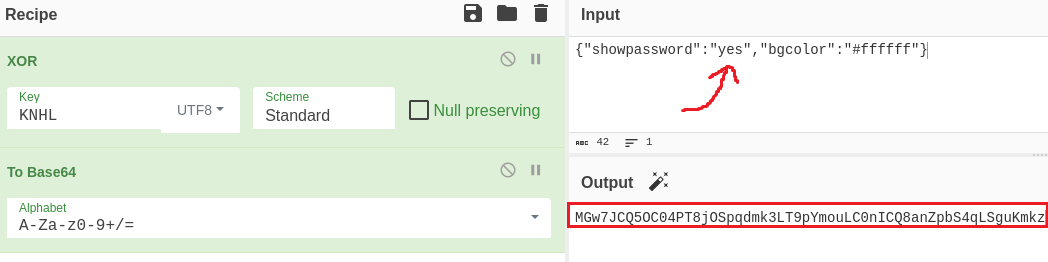 Recipe
XOR
Key
KNHL
UTF8
Scheme
Standard
Null preserving
To Base64
Alphabet
A-Za-z0-9+/=
Input
{"showpassword":"yes","bgcolor":"#ffffff"}
ABC 42 1
Output
MGw7JCQ5OC04PT8jOSpqdmk3LT9pYmouLC0nICQ8anZpbS4qLSguKmkz